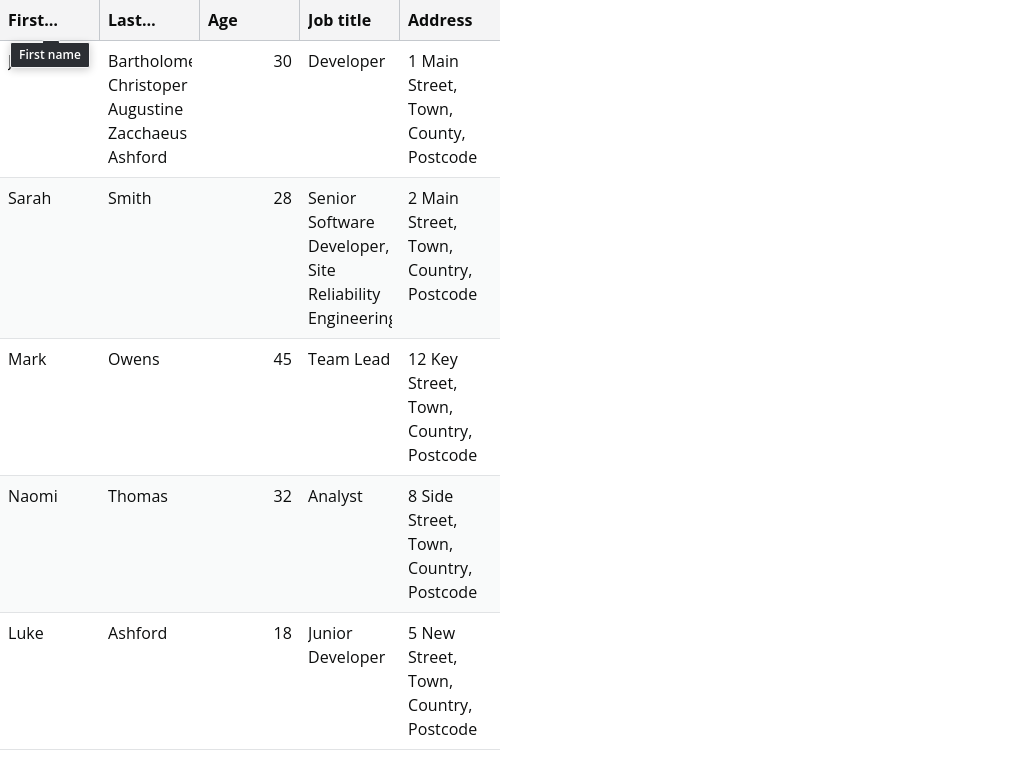 First... Last... Age Job title Address
First name
Bartholome 30 Developer 1 Main
Christoper Street,
Augustine Town,
Zacchaeus County,
Ashford Postcode
Sarah Smith 28 Senior 2 Main
Software Street,
Developer, Town,
Site Country,
Reliability Postcode
Engineering
Mark Owens 45 Team Lead 12 Key
Street,
Town,
Country,
Postcode
Naomi Thomas 32 Analyst 8 Side
Street,
Town,
Country,
Postcode
Luke Ashford 18 Junior 5 New
Developer Street,
Town,
Country,
Postcode